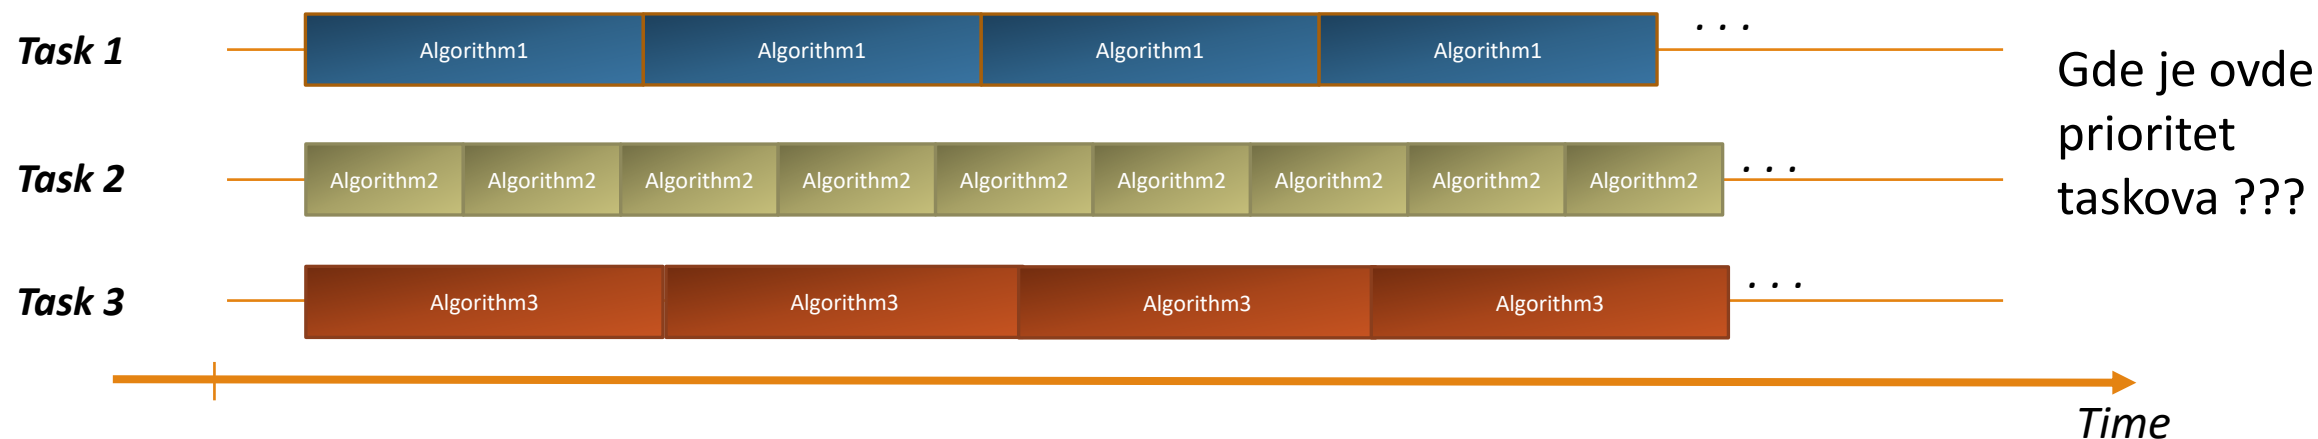 Task 1
Algorithm1 Algorithm1 Algorithm1 Algorithm1 . . .
Task 2
Algorithm2 Algorithm2 Algorithm2 Algorithm2 Algorithm2 Algorithm2 Algorithm2 Algorithm2 Algorithm2 . . .
Task 3
Algorithm3 Algorithm3 Algorithm3 Algorithm3 . . .
Gde je ovde
prioritet
taskova ???
Time